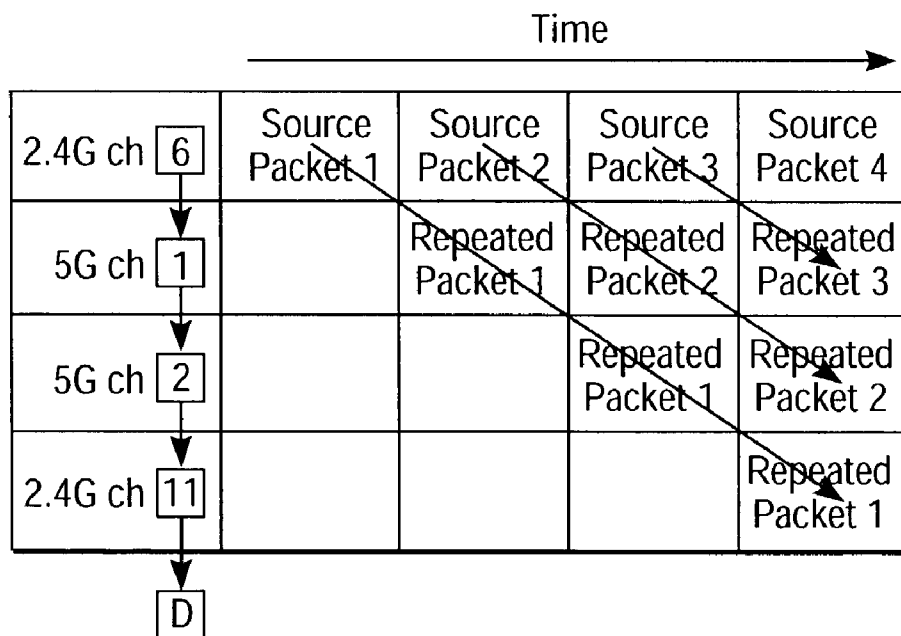 Time
2.4G ch 6
Source Packet 1
Source Packet 2
Source Packet 3
Source Packet 4
5G ch 1
Repeated Packet 1
Repeated Packet 2
Repeated Packet 3
5G ch 2
Repeated Packet 1
Repeated Packet 2
2.4G ch 11
Repeated Packet 1
D